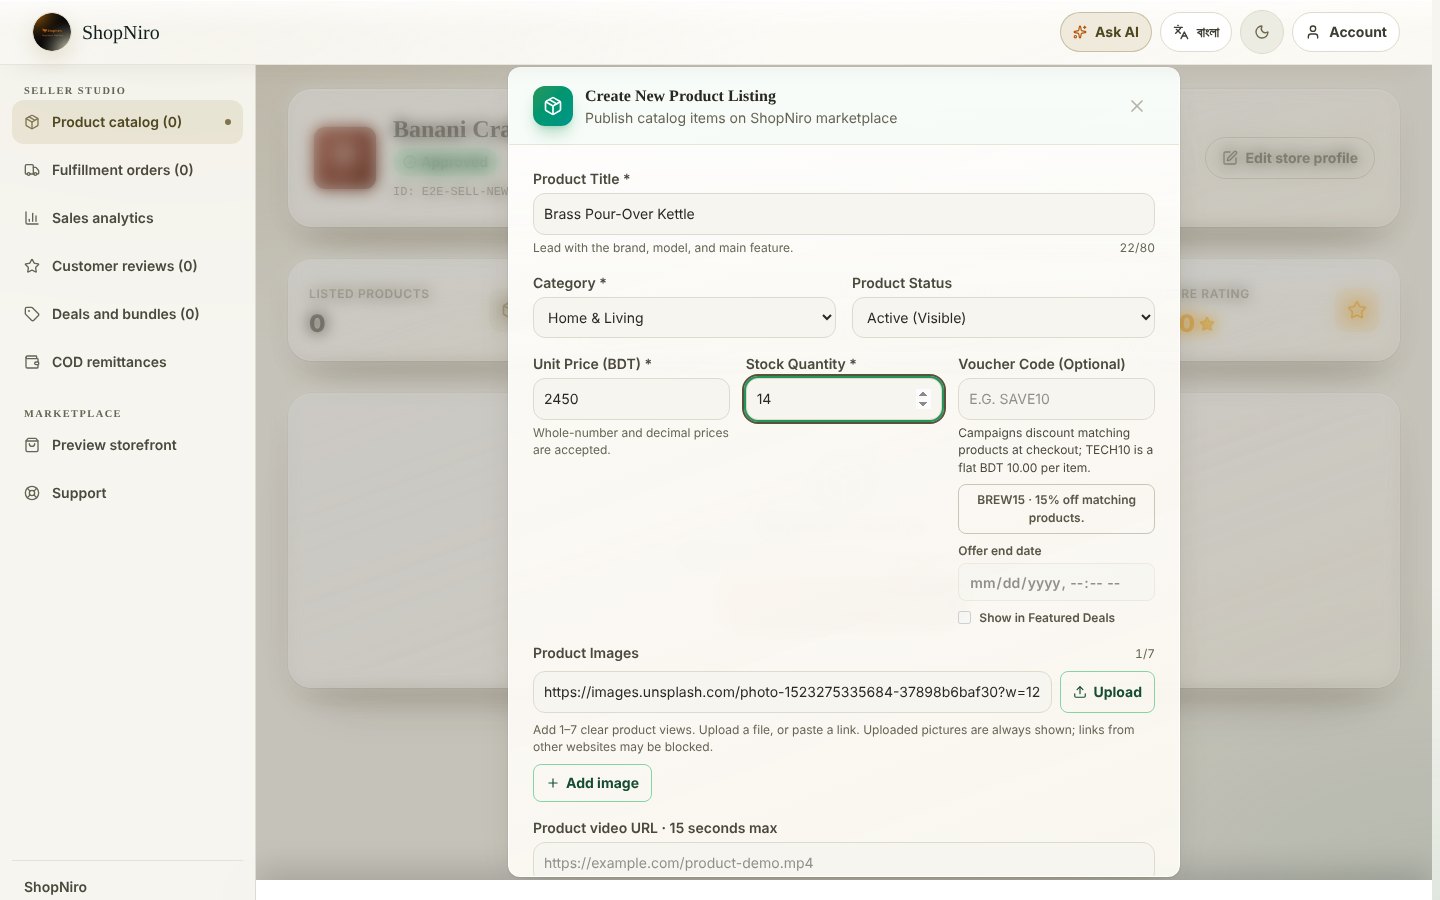 ShopNiro
Ask AI
বাংলা
Account
SELLER STUDIO
Product catalog (0)
Fulfillment orders (0)
Sales analytics
Customer reviews (0)
Deals and bundles (0)
COD remittances
MARKETPLACE
Preview storefront
Support
ShopNiro
Banani Cra
Approved
ID: E2E-SELL-NEW
Edit store profile
LISTED PRODUCTS
0
RE RATING
0
Create New Product Listing
Publish catalog items on ShopNiro marketplace
Product Title *
Brass Pour-Over Kettle
Lead with the brand, model, and main feature.
22/80
Category *
Product Status
Home & Living
Active (Visible)
Unit Price (BDT) *
Stock Quantity *
Voucher Code (Optional)
2450
14
E.G. SAVE10
Whole-number and decimal prices
are accepted.
Campaigns discount matching
products at checkout; TECH10 is a
flat BDT 10.00 per item.
BREW15 · 15% off matching
products.
Offer end date
mm/dd/yyyy, --:-- --
Show in Featured Deals
Product Images
1/7
https://images.unsplash.com/photo-1523275335684-37898b6baf30?w=12
Upload
Add 1–7 clear product views. Upload a file, or paste a link. Uploaded pictures are always shown; links from
other websites may be blocked.
Add image
Product video URL · 15 seconds max
https://example.com/product-demo.mp4